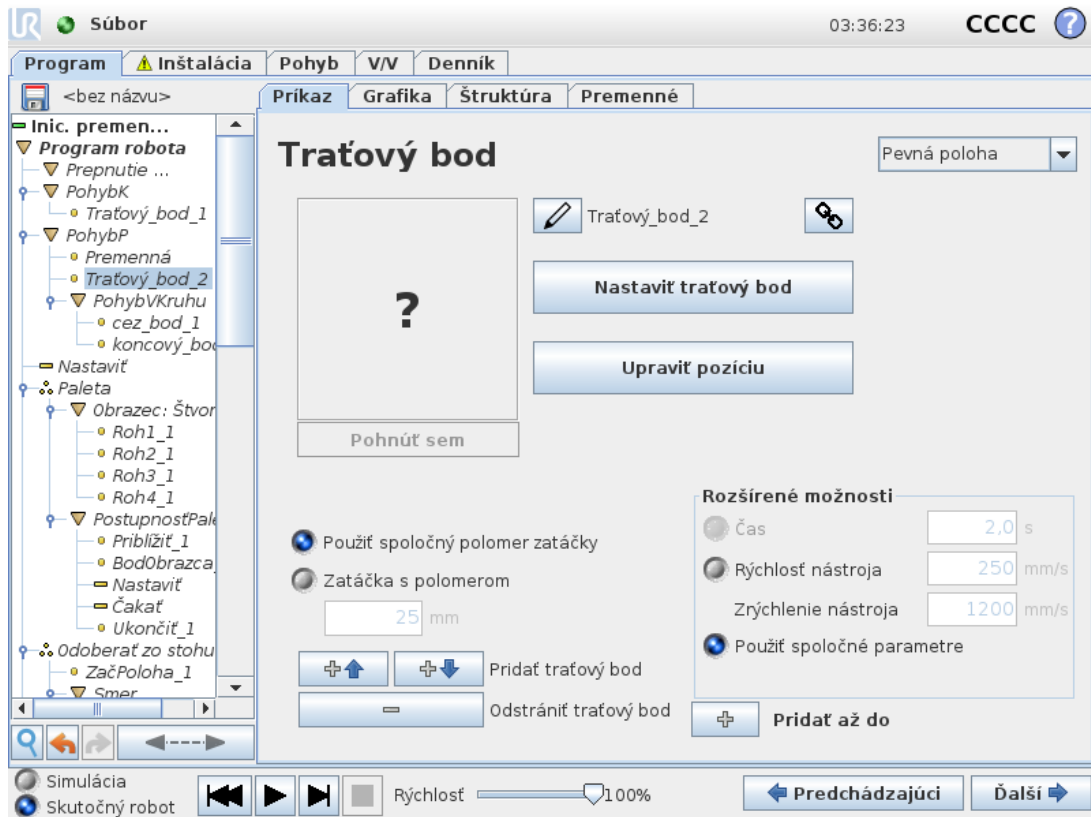 UR Súbor 03:36:23 CCCC ?
Program Inštalácia Pohyb V/V Denník
<bez názvu> Príkaz Grafika Štruktúra Premenné
Inic. premen...
Program robota
Prepnutie ...
PohybK
Traťový_bod_1
PohybP
Premenná
Traťový_bod_2
PohybVKruhu
cez_bod_1
koncový_bod
Nastaviť
Paleta
Obrazec: Štvor
Roh1_1
Roh2_1
Roh3_1
Roh4_1
PostupnosťPale
Priblížiť_1
BodObrazca_
Nastaviť
Čakať
Ukončiť_1
Odoberať zo stohu
ZačPoloha_1
Smer
Traťový bod
Pevná poloha
Traťový_bod_2
?
Nastaviť traťový bod
Upraviť pozíciu
Pohnúť sem
Použiť spoločný polomer zatáčky
Zatáčka s polomerom
25 mm
Pridať traťový bod
Odstrániť traťový bod
Rozšírené možnosti
Čas 2,0 s
Rýchlosť nástroja 250 mm/s
Zrýchlenie nástroja 1200 mm/s
Použiť spoločné parametre
Pridať až do
Simulácia
Skutočný robot
Rýchlosť 100%
Predchádzajúci Ďalší